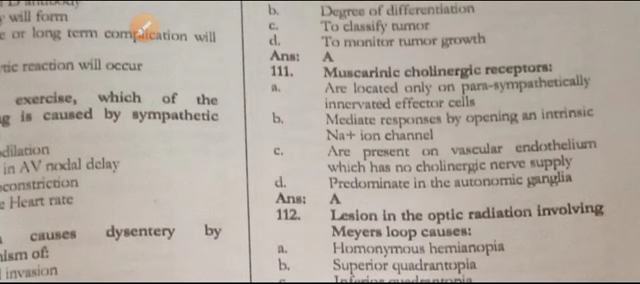 will form
or long term complication will
reaction will occur
exercise, which of the
is caused by sympathetic
in AV nodal delay
Heart rate
causes dysentery by
of:
invasion
b. Degree of differentiation
c. To classify tumor
d. To monitor tumor growth
Ans: A
111. Muscarinic cholinergic receptors:
a. Are located only on para-sympathetically
innervated effector cells
b. Mediate responses by opening an intrinsic
Na+ ion channel
c. Are present on vascular endothelium
which has no cholinergic nerve supply
d. Predominate in the autonomic ganglia
Ans: A
112. Lesion in the optic radiation involving
Meyers loop causes:
a. Homonymous hemianopia
b. Superior quadrantopia